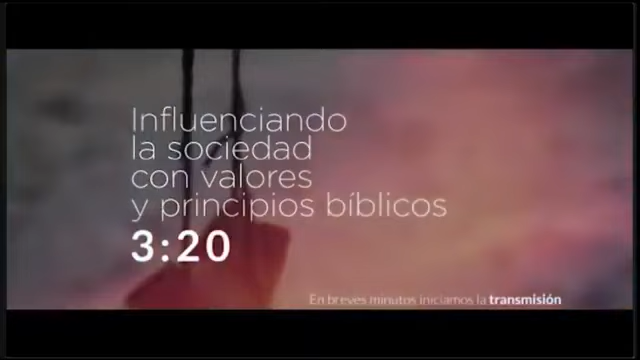 Influenciando
la sociedad
con valores
y principios bíblicos
3:20
En breves minutos iniciamos la transmisión